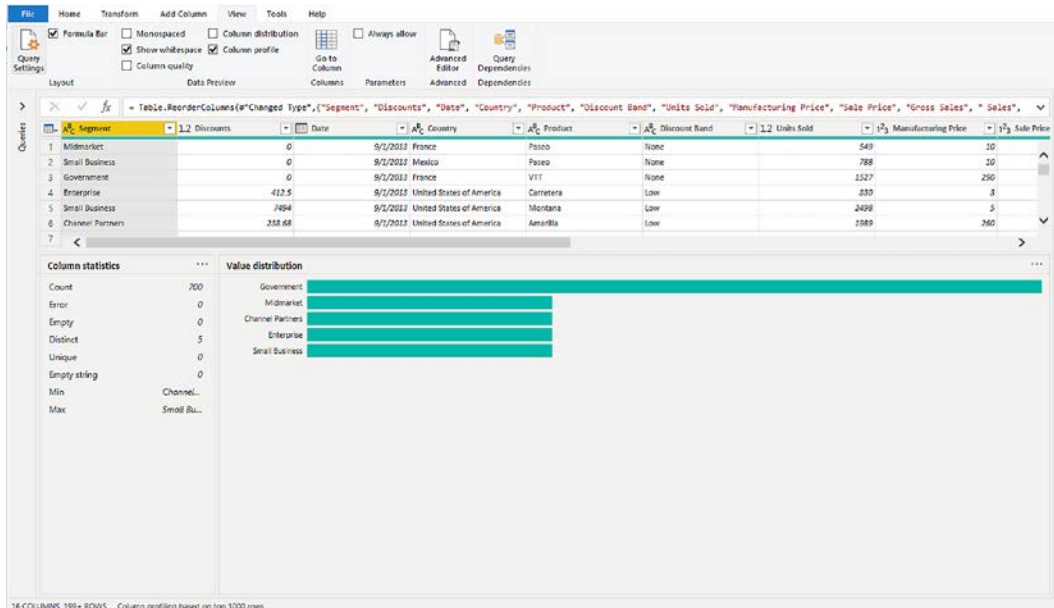 File Home Transform Add Column View Tools Help
Formula Bar Monospaced Column distribution Always allow
Show whitespace Column profile
Column quality
Query Settings Go to Column Advanced Editor Query Dependencies
Layout Data Preview Columns Parameters Advanced Dependencies
= Table.ReorderColumns(#"Changed Type",{"Segment", "Discounts", "Date", "Country", "Product", "Discount Band", "Units Sold", "Manufacturing Price", "Sale Price", "Gross Sales", " Sales",
Queries
Segment 1.2 Discounts Date Country Product Discount Band 1.2 Units Sold Manufacturing Price Sale Price
1 Midmarket 0 9/1/2013 France Paseo None 549 10
2 Small Business 0 9/1/2013 Mexico Paseo None 788 10
3 Government 0 9/1/2013 France VTT None 1527 250
4 Enterprise 412.5 9/1/2013 United States of America Carretera Low 330 3
5 Small Business 7494 9/1/2013 United States of America Montana Low 2498 5
6 Channel Partners 238.68 9/1/2013 United States of America Amarilla Low 1989 260
7
Column statistics
Count 700
Error 0
Empty 0
Distinct 5
Unique 0
Empty string 0
Min Channel...
Max Small Bu...
Value distribution
Government
Midmarket
Channel Partners
Enterprise
Small Business
16 COLUMNS, 199+ ROWS Column profiling based on top 1000 rows